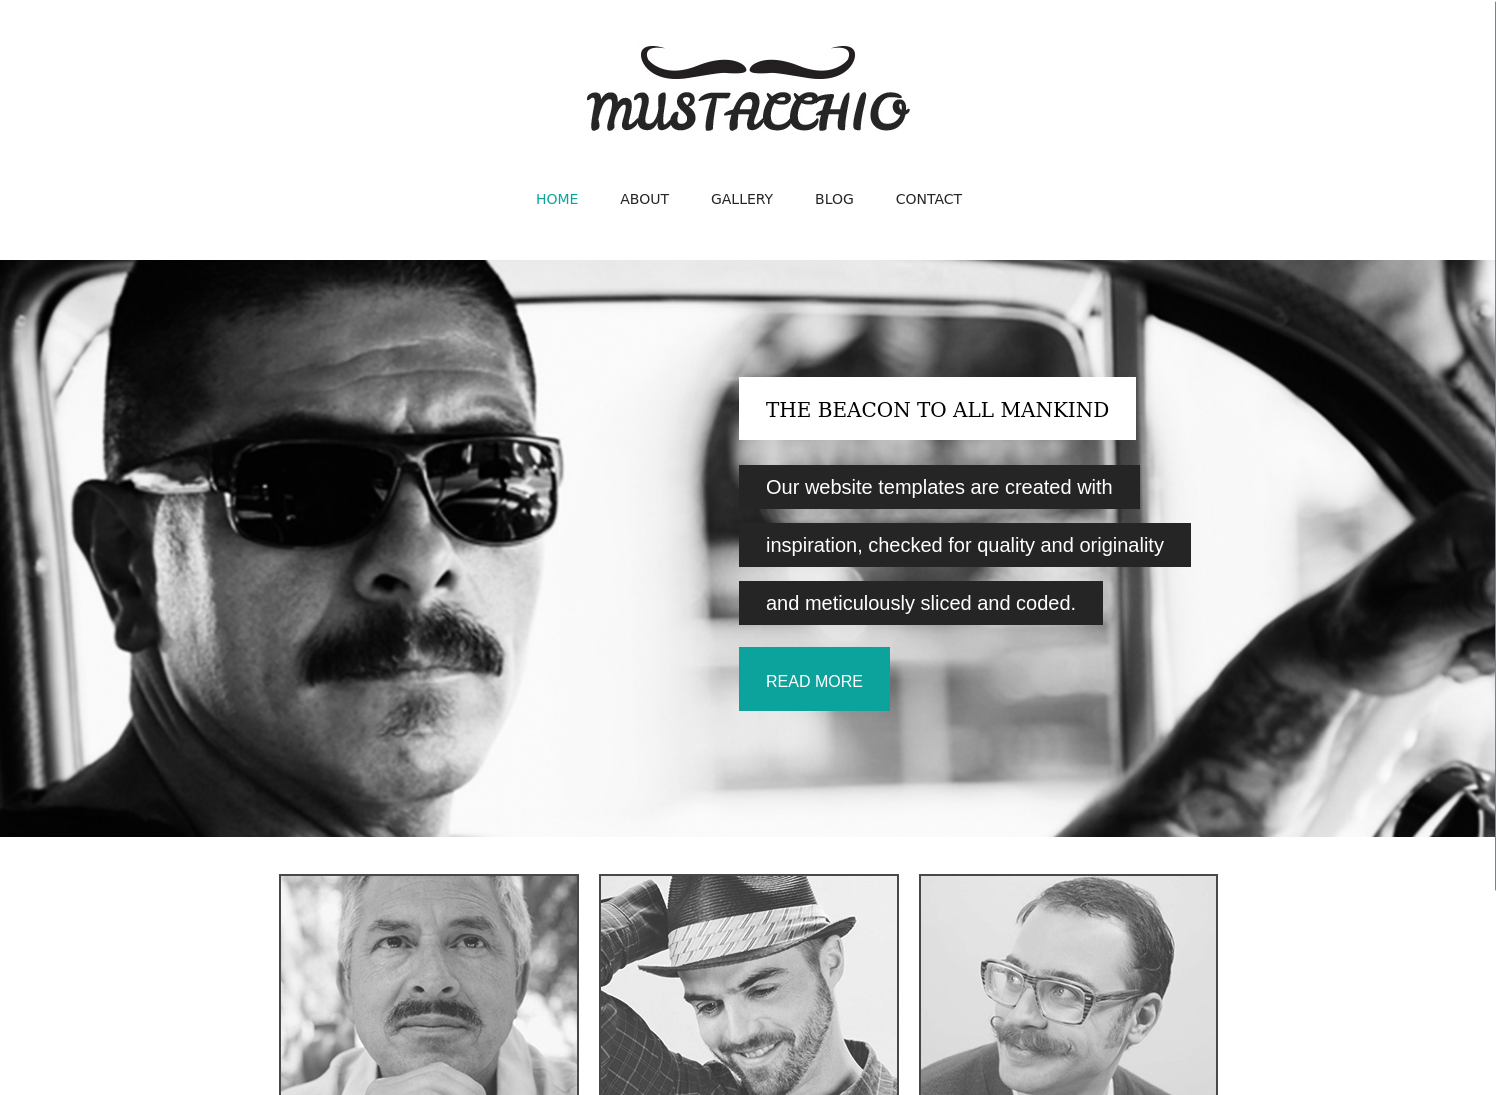 MUSTACCHIO
HOME ABOUT GALLERY BLOG CONTACT
THE BEACON TO ALL MANKIND
Our website templates are created with
inspiration, checked for quality and originality
and meticulously sliced and coded.
READ MORE